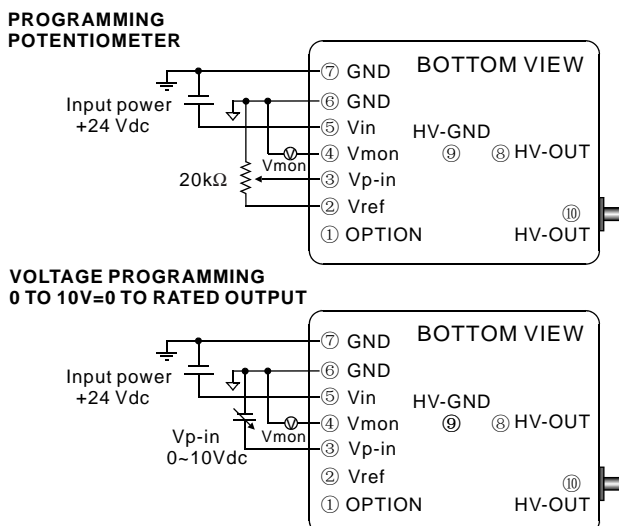 PROGRAMMING
POTENTIOMETER
BOTTOM VIEW
⑦ GND
⑥ GND
Input power
+24 Vdc
⑤ Vin
HV-GND
④ Vmon
⑨
⑧ HV-OUT
V
Vmon
20kΩ
③ Vp-in
② Vref
⑩
① OPTION
HV-OUT
VOLTAGE PROGRAMMING
0 TO 10V=0 TO RATED OUTPUT
BOTTOM VIEW
⑦ GND
⑥ GND
Input power
+24 Vdc
⑤ Vin
HV-GND
④ Vmon
⑨
⑧ HV-OUT
V
Vmon
Vp-in
0~10Vdc
③ Vp-in
② Vref
⑩
① OPTION
HV-OUT